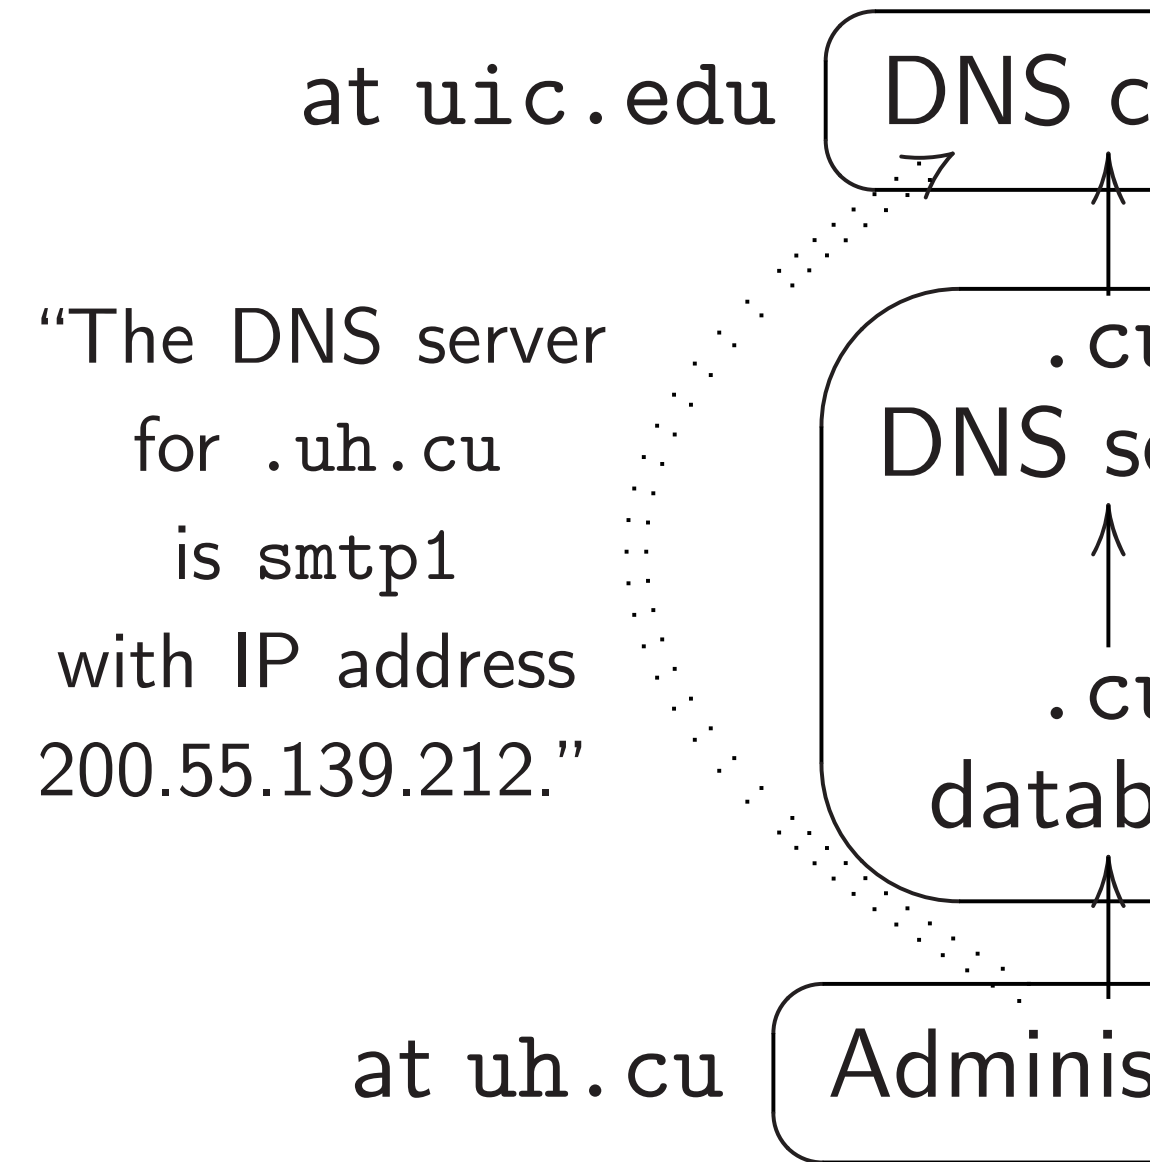 at uic.edu DNS c
“The DNS server
for .uh.cu
is smtp1
with IP address
200.55.139.212.”
.cu
DNS se
.cu
datab
at uh.cu Adminis